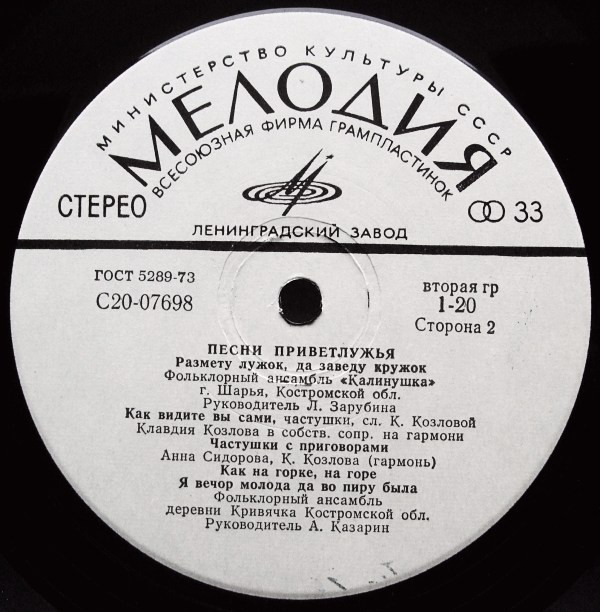 МИНИСТЕРСТВО КУЛЬТУРЫ СССР
МЕЛОДИЯ
ВСЕСОЮЗНАЯ ФИРМА ГРАМПЛАСТИНОК
СТЕРЕО
33
ЛЕНИНГРАДСКИЙ ЗАВОД
ГОСТ 5289-73
С20-07698
вторая гр
1-20
Сторона 2
ПЕСНИ ПРИВЕТЛУЖЬЯ
Размету лужок, да заведу кружок
Фольклорный ансамбль «Калинушка»
г. Шарья, Костромской обл.
Руководитель Л. Зарубина
Как видите вы сами, частушки, сл. К. Козловой
Клавдия Козлова в собств. сопр. на гармони
Частушки с приговорами
Анна Сидорова, К. Козлова (гармонь)
Как на горке, на горе
Я вечор молода да во пиру была
Фольклорный ансамбль
деревни Кривячка Костромской обл.
Руководитель А. Казарин